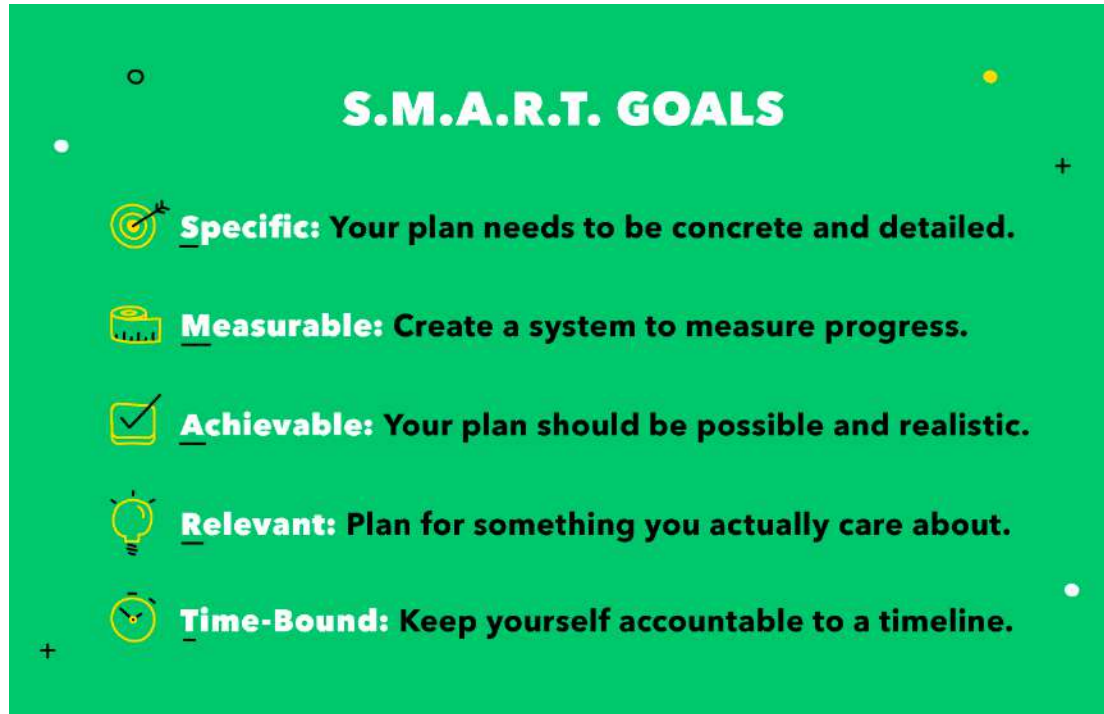 S.M.A.R.T. GOALS
Specific: Your plan needs to be concrete and detailed.
Measurable: Create a system to measure progress.
Achievable: Your plan should be possible and realistic.
Relevant: Plan for something you actually care about.
Time-Bound: Keep yourself accountable to a timeline.